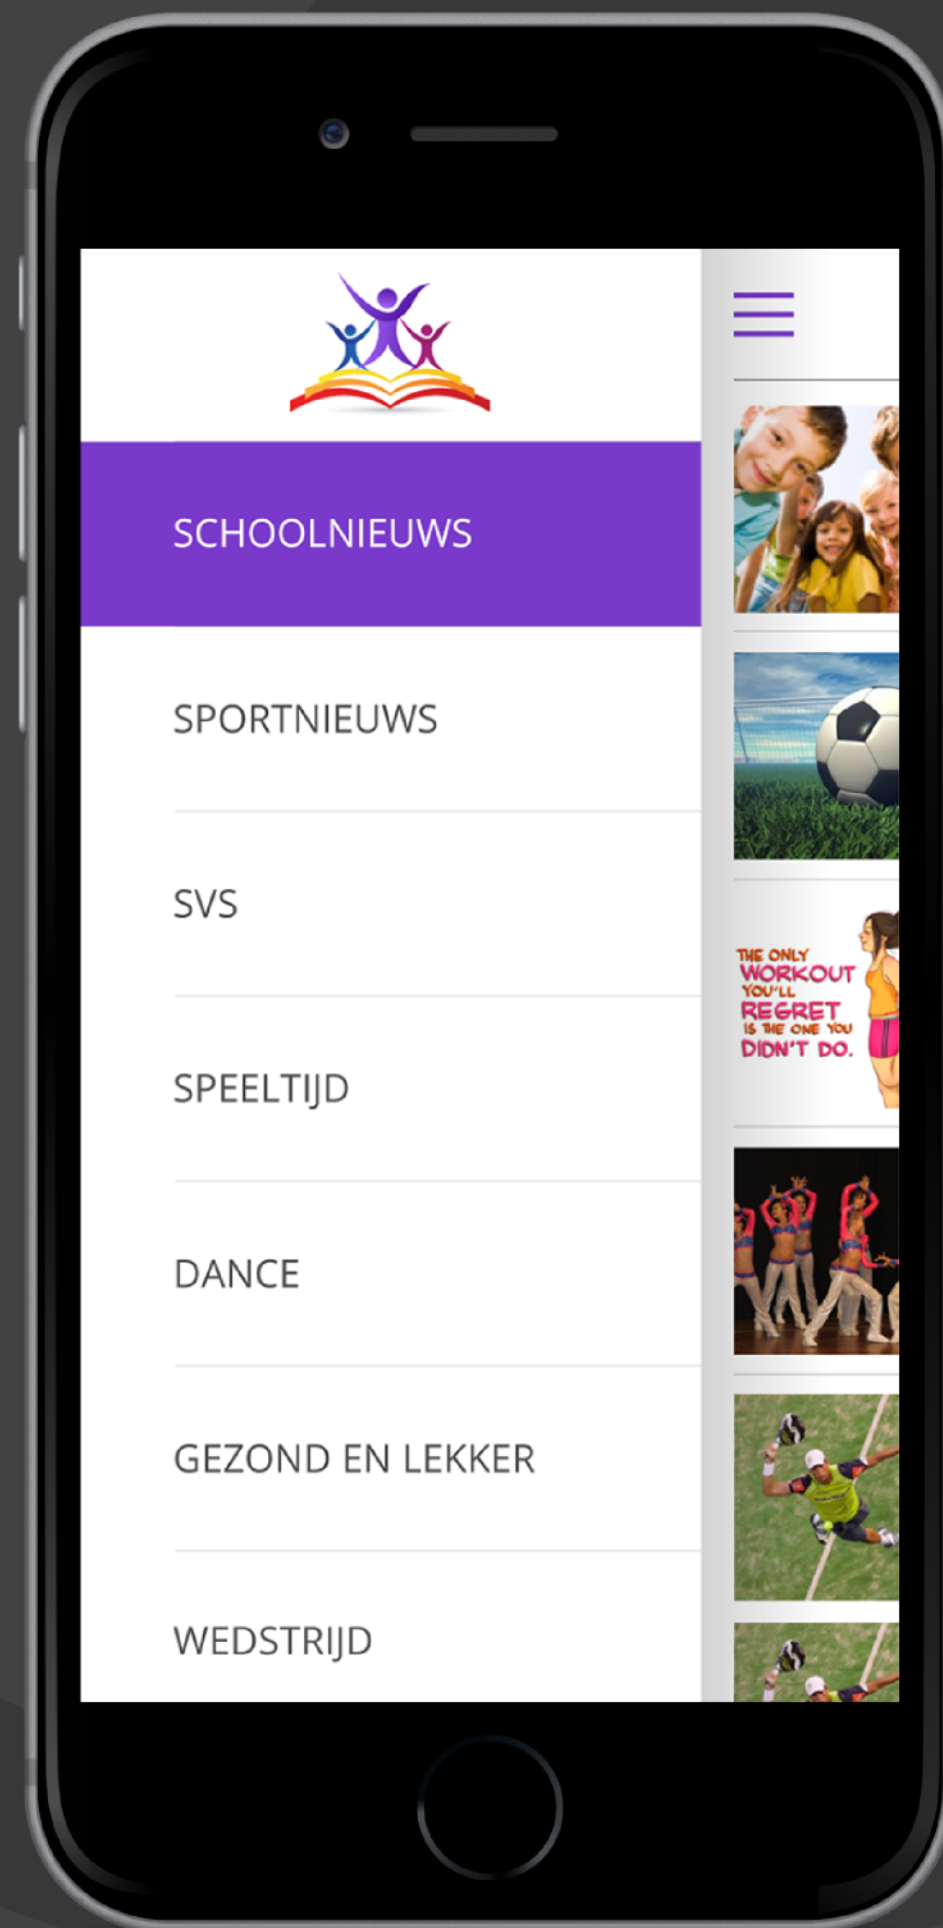 SCHOOLNIEUWS
SPORTNIEUWS
SVS
SPEELTIJD
DANCE
GEZOND EN LEKKER
WEDSTRIJD
THE ONLY
WORKOUT
YOU'LL
REGRET
IS THE ONE YOU
DIDN'T DO.